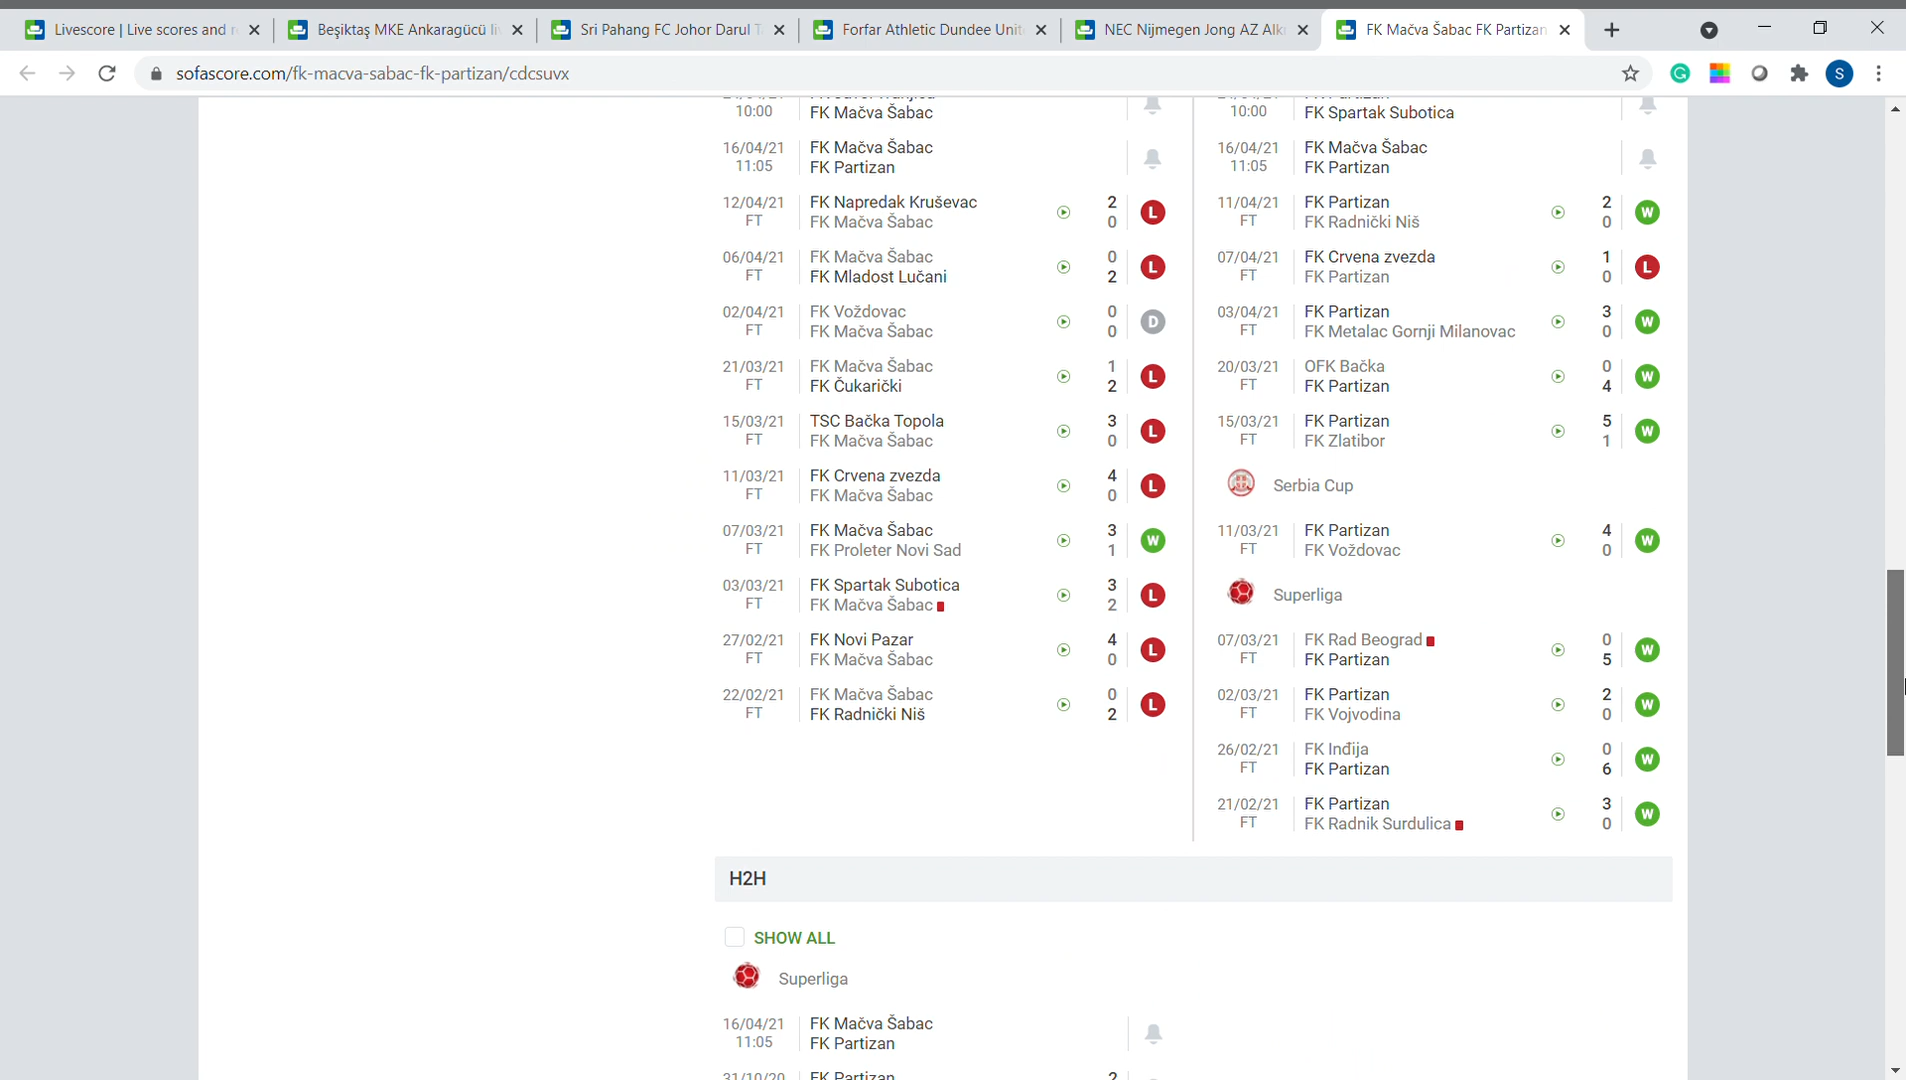 Livescore | Live scores and r
Beşiktaş MKE Ankaragücü li
Sri Pahang FC Johor Darul T
Forfar Athletic Dundee Unit
NEC Nijmegen Jong AZ Alk
FK Mačva Šabac FK Partizan
sofascore.com/fk-macva-sabac-fk-partizan/cdcsuvx
S
10:00
FK Mačva Šabac
16/04/21
11:05
FK Mačva Šabac
FK Partizan
12/04/21
FT
FK Napredak Kruševac 2
FK Mačva Šabac 0
L
06/04/21
FT
FK Mačva Šabac 0
FK Mladost Lučani 2
L
02/04/21
FT
FK Voždovac 0
FK Mačva Šabac 0
D
21/03/21
FT
FK Mačva Šabac 1
FK Čukarički 2
L
15/03/21
FT
TSC Bačka Topola 3
FK Mačva Šabac 0
L
11/03/21
FT
FK Crvena zvezda 4
FK Mačva Šabac 0
L
07/03/21
FT
FK Mačva Šabac 3
FK Proleter Novi Sad 1
W
03/03/21
FT
FK Spartak Subotica 3
FK Mačva Šabac 2
L
27/02/21
FT
FK Novi Pazar 4
FK Mačva Šabac 0
L
22/02/21
FT
FK Mačva Šabac 0
FK Radnički Niš 2
L
10:00
FK Partizan
FK Spartak Subotica
16/04/21
11:05
FK Mačva Šabac
FK Partizan
11/04/21
FT
FK Partizan 2
FK Radnički Niš 0
W
07/04/21
FT
FK Crvena zvezda 1
FK Partizan 0
L
03/04/21
FT
FK Partizan 3
FK Metalac Gornji Milanovac 0
W
20/03/21
FT
OFK Bačka 0
FK Partizan 4
W
15/03/21
FT
FK Partizan 5
FK Zlatibor 1
W
Serbia Cup
11/03/21
FT
FK Partizan 4
FK Voždovac 0
W
Superliga
07/03/21
FT
FK Rad Beograd 0
FK Partizan 5
W
02/03/21
FT
FK Partizan 2
FK Vojvodina 0
W
26/02/21
FT
FK Inđija 0
FK Partizan 6
W
21/02/21
FT
FK Partizan 3
FK Radnik Surdulica 0
W
H2H
SHOW ALL
Superliga
16/04/21
11:05
FK Mačva Šabac
FK Partizan
31/10/20
FK Partizan 2